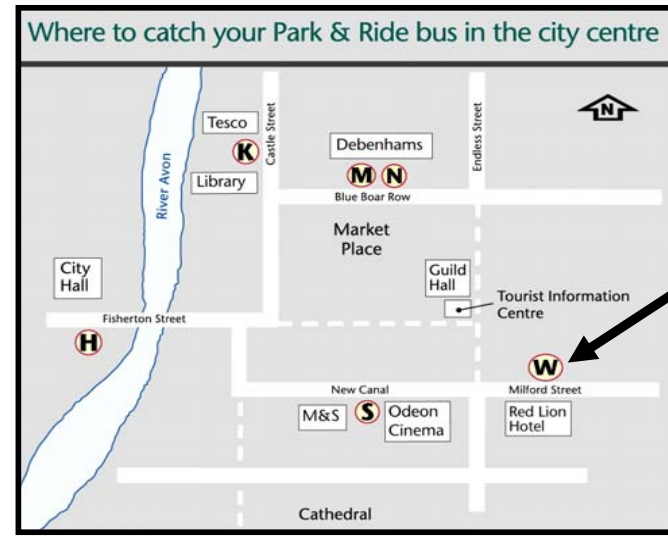 Where to catch your Park & Ride bus in the city centre
N
Tesco
K
Library
Castle Street
River Avon
Debenhams
M N
Blue Boar Row
Endless Street
Market
Place
City
Hall
Guild
Hall
Tourist Information
Centre
Fisherton Street
H
W
New Canal
Milford Street
M&S
S
Odeon
Cinema
Red Lion
Hotel
Cathedral